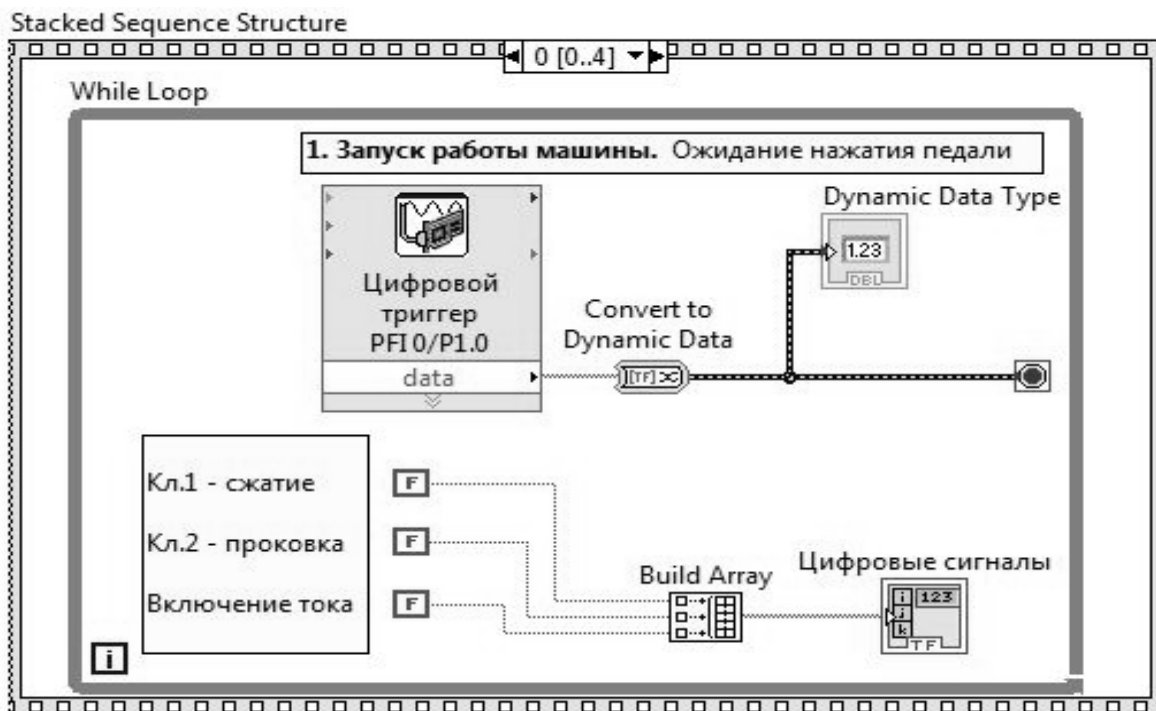 Stacked Sequence Structure
0 [0..4]
While Loop
1. Запуск работы машины. Ожидание нажатия педали
Dynamic Data Type
1.23
DBL
Цифровой
триггер
PFI 0/P1.0
data
Convert to
Dynamic Data
[TF]
Кл.1 - сжатие
F
Кл.2 - проковка
F
Включение тока
F
Build Array
Цифровые сигналы
i
123
j
k
TF
i